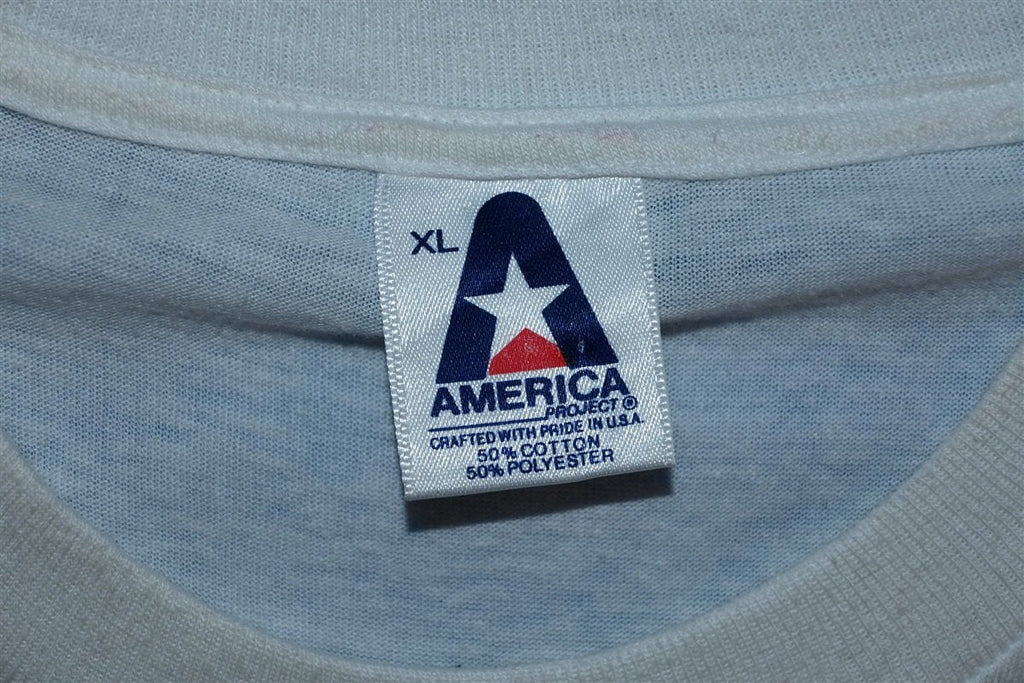 XL
AMERICA
PROJECT ®
CRAFTED WITH PRIDE IN U.S.A.
50% COTTON
50% POLYESTER